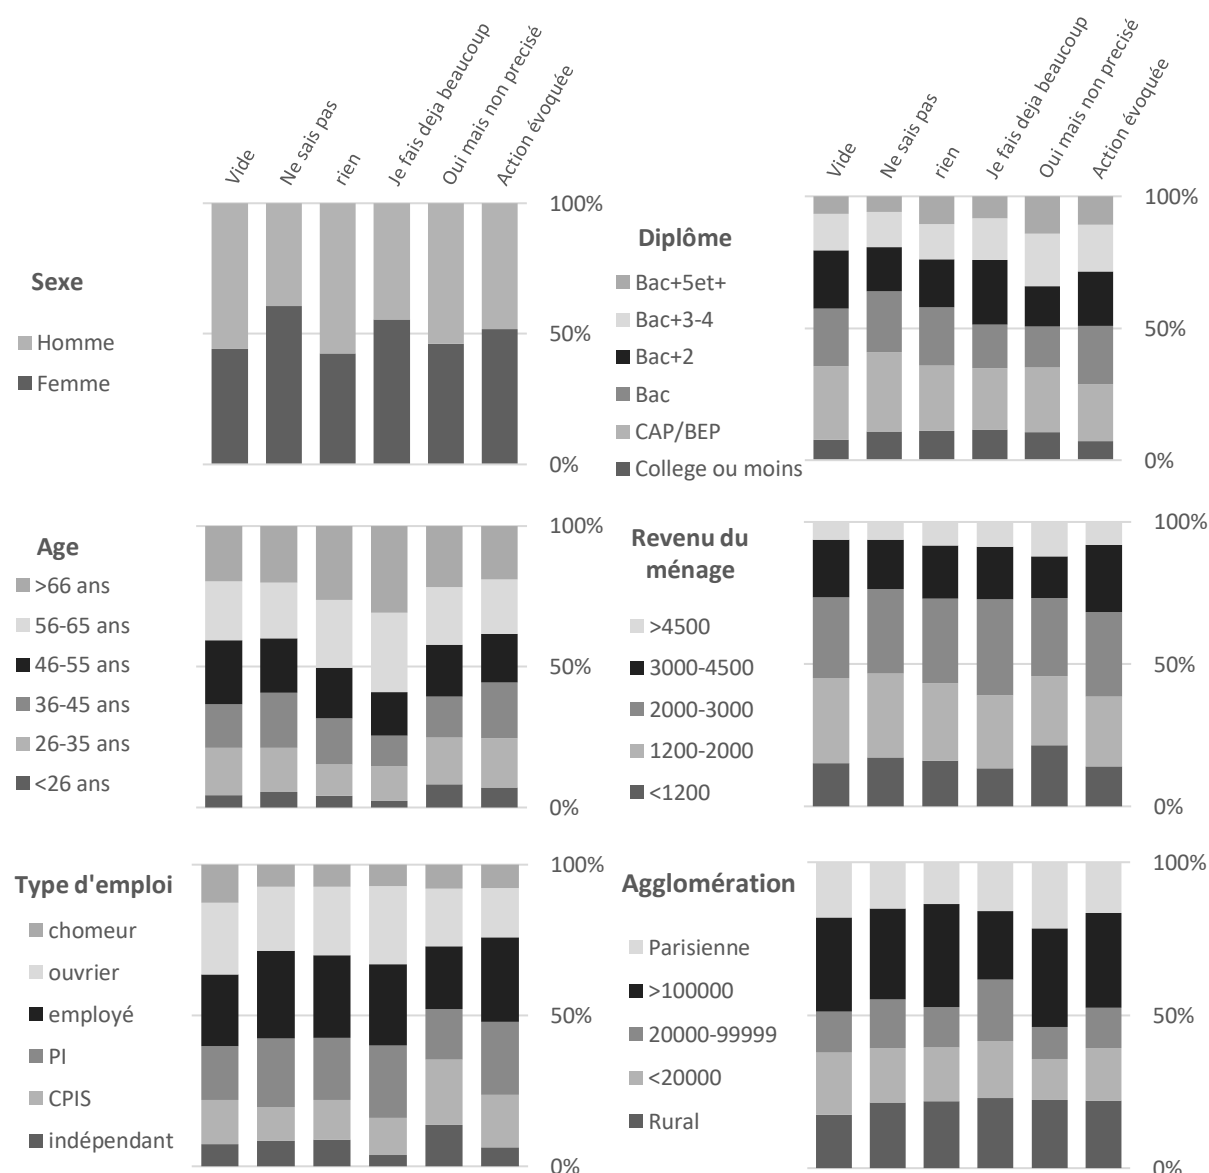 Vide
Ne sais pas
rien
Je fais deja beaucoup
Oui mais non precisé
Action évoquée
Sexe
Homme
Femme
100%
50%
0%
Vide
Ne sais pas
rien
Je fais deja beaucoup
Oui mais non precisé
Action évoquée
Diplôme
Bac+5et+
Bac+3-4
Bac+2
Bac
CAP/BEP
College ou moins
100%
50%
0%
Age
>66 ans
56-65 ans
46-55 ans
36-45 ans
26-35 ans
<26 ans
100%
50%
0%
Revenu du
ménage
>4500
3000-4500
2000-3000
1200-2000
<1200
100%
50%
0%
Type d'emploi
chomeur
ouvrier
employé
PI
CPIS
indépendant
100%
50%
0%
Agglomération
Parisienne
>100000
20000-99999
<20000
Rural
100%
50%
0%